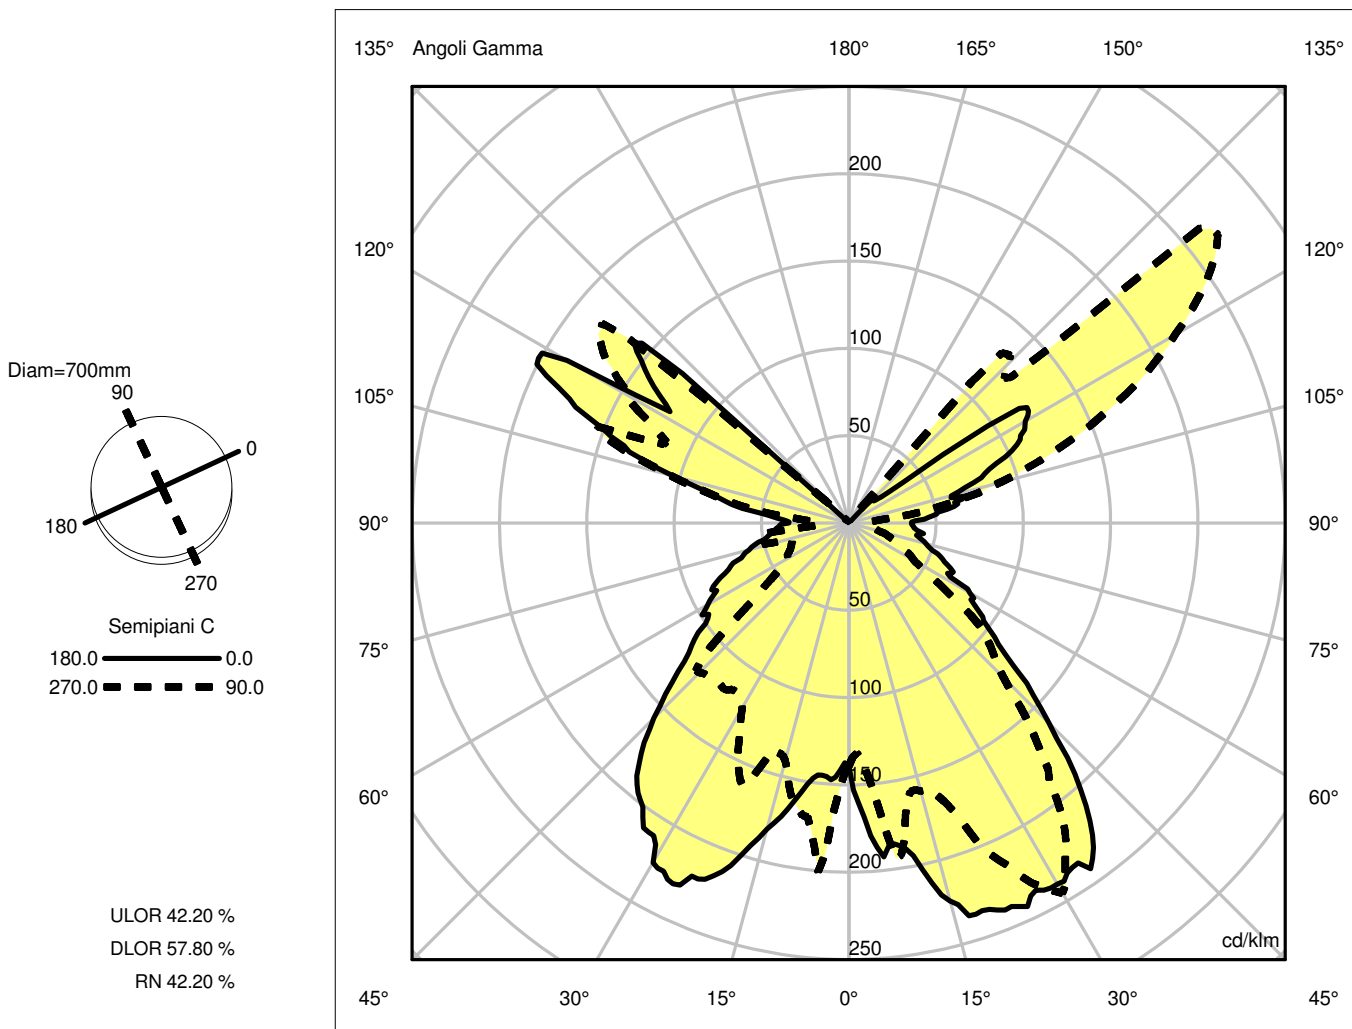 135° Angoli Gamma 180° 165° 150° 135°
200
150
120° 120°
100
Diam=700mm
90
105° 105°
50
0
180
90° 90°
270
50
Semipiani C
180.0 0.0
270.0 90.0
75° 75°
100
150
60° 60°
200
ULOR 42.20 %
DLOR 57.80 %
RN 42.20 %
250
cd/klm
45° 30° 15° 0° 15° 30° 45°